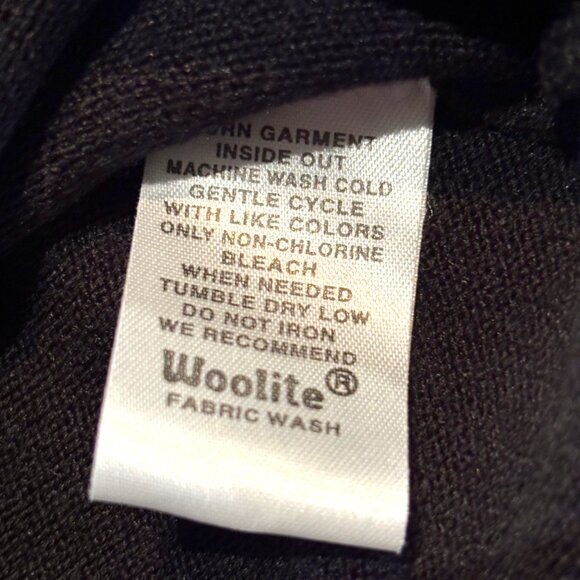 URN GARMENT
INSIDE OUT
MACHINE WASH COLD
GENTLE CYCLE
WITH LIKE COLORS
ONLY NON-CHLORINE
BLEACH
WHEN NEEDED
TUMBLE DRY LOW
DO NOT IRON
WE RECOMMEND
Woolite®
FABRIC WASH